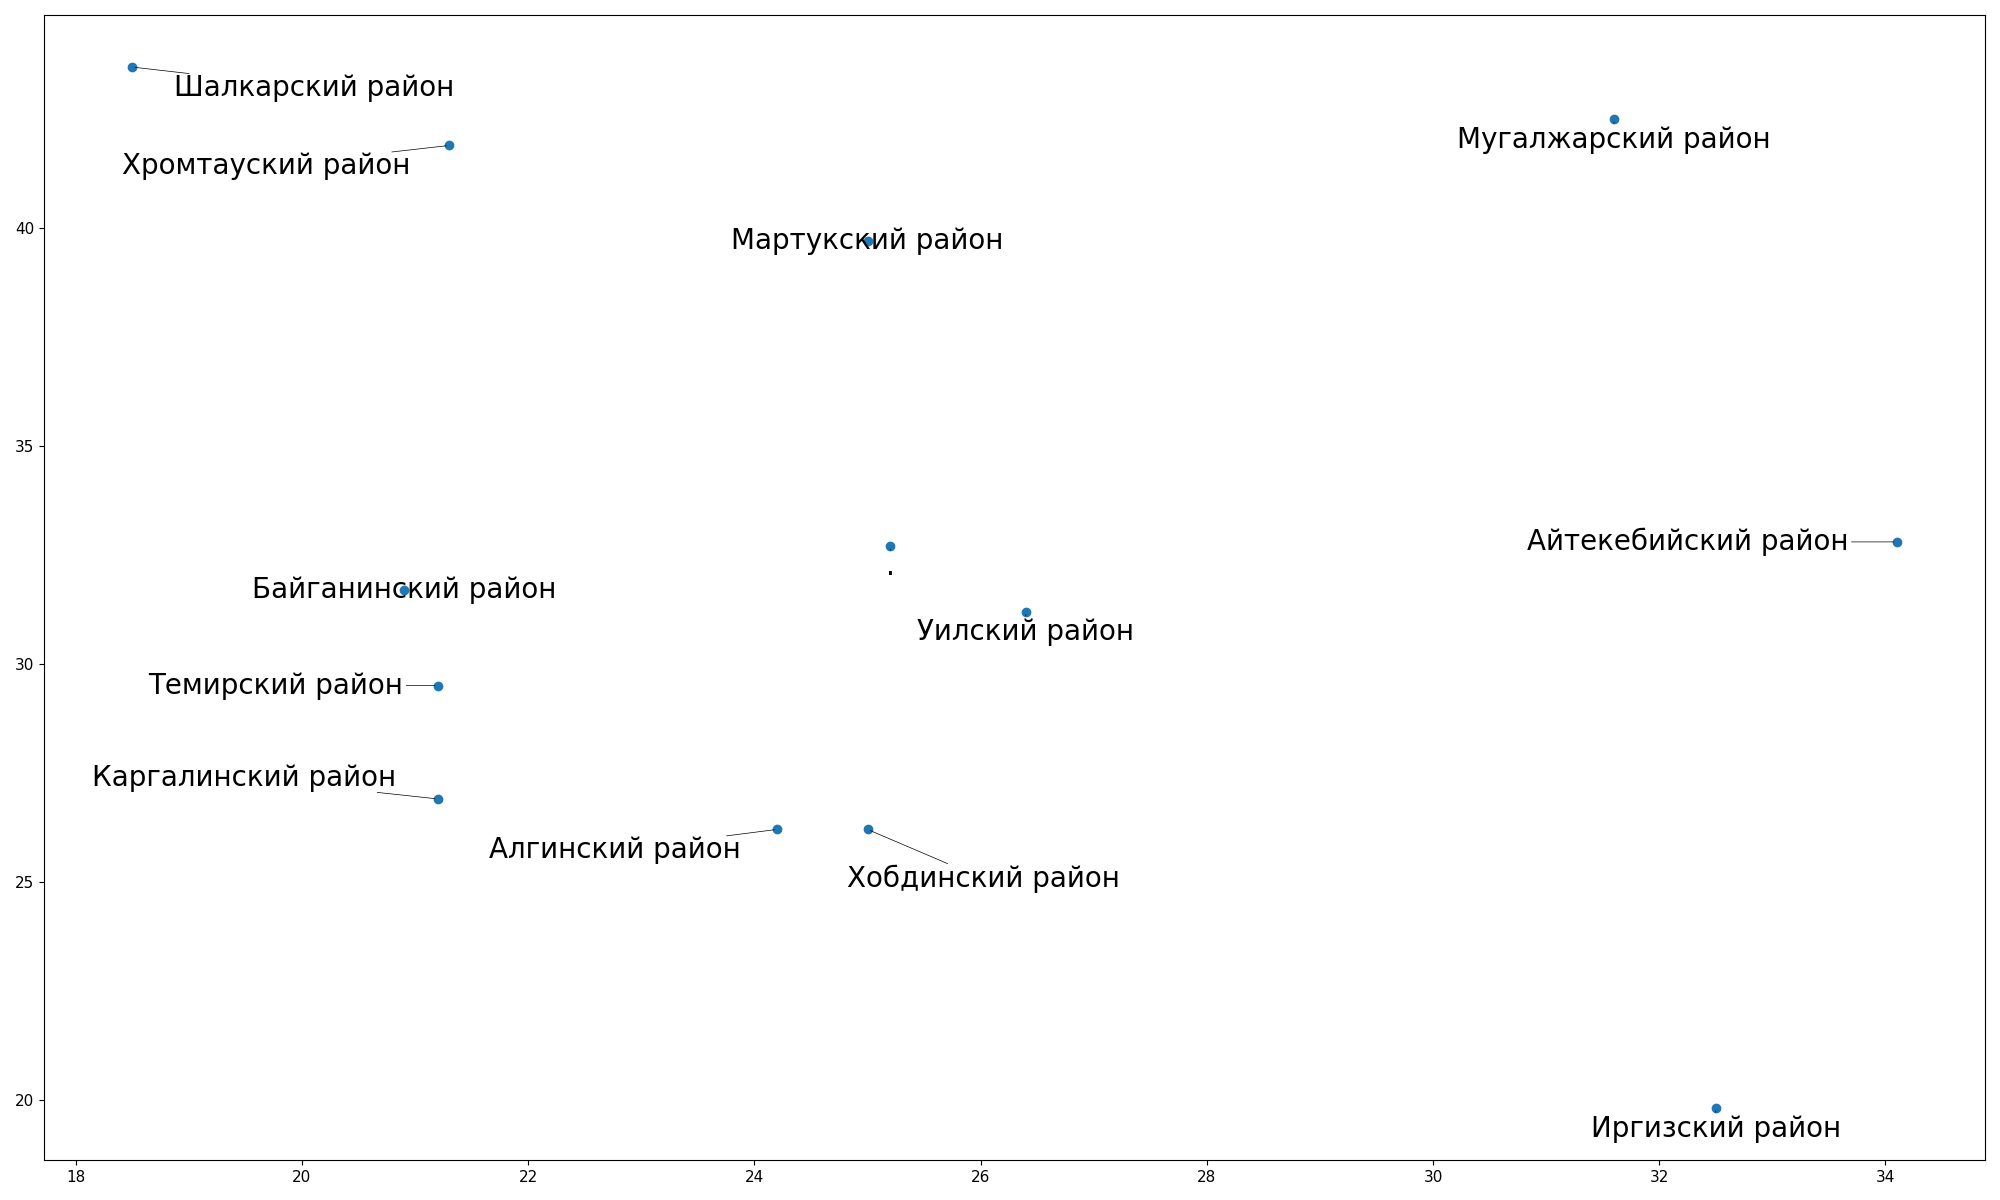 Шалкарский район
Мугалжарский район
Хромтауский район
40
Мартукский район
35
Айтекебийский район
.
Байганинский район
Уилский район
30
Темирский район
Каргалинский район
Алгинский район
Хобдинский район
25
20
Иргизский район
18 20 22 24 26 28 30 32 34